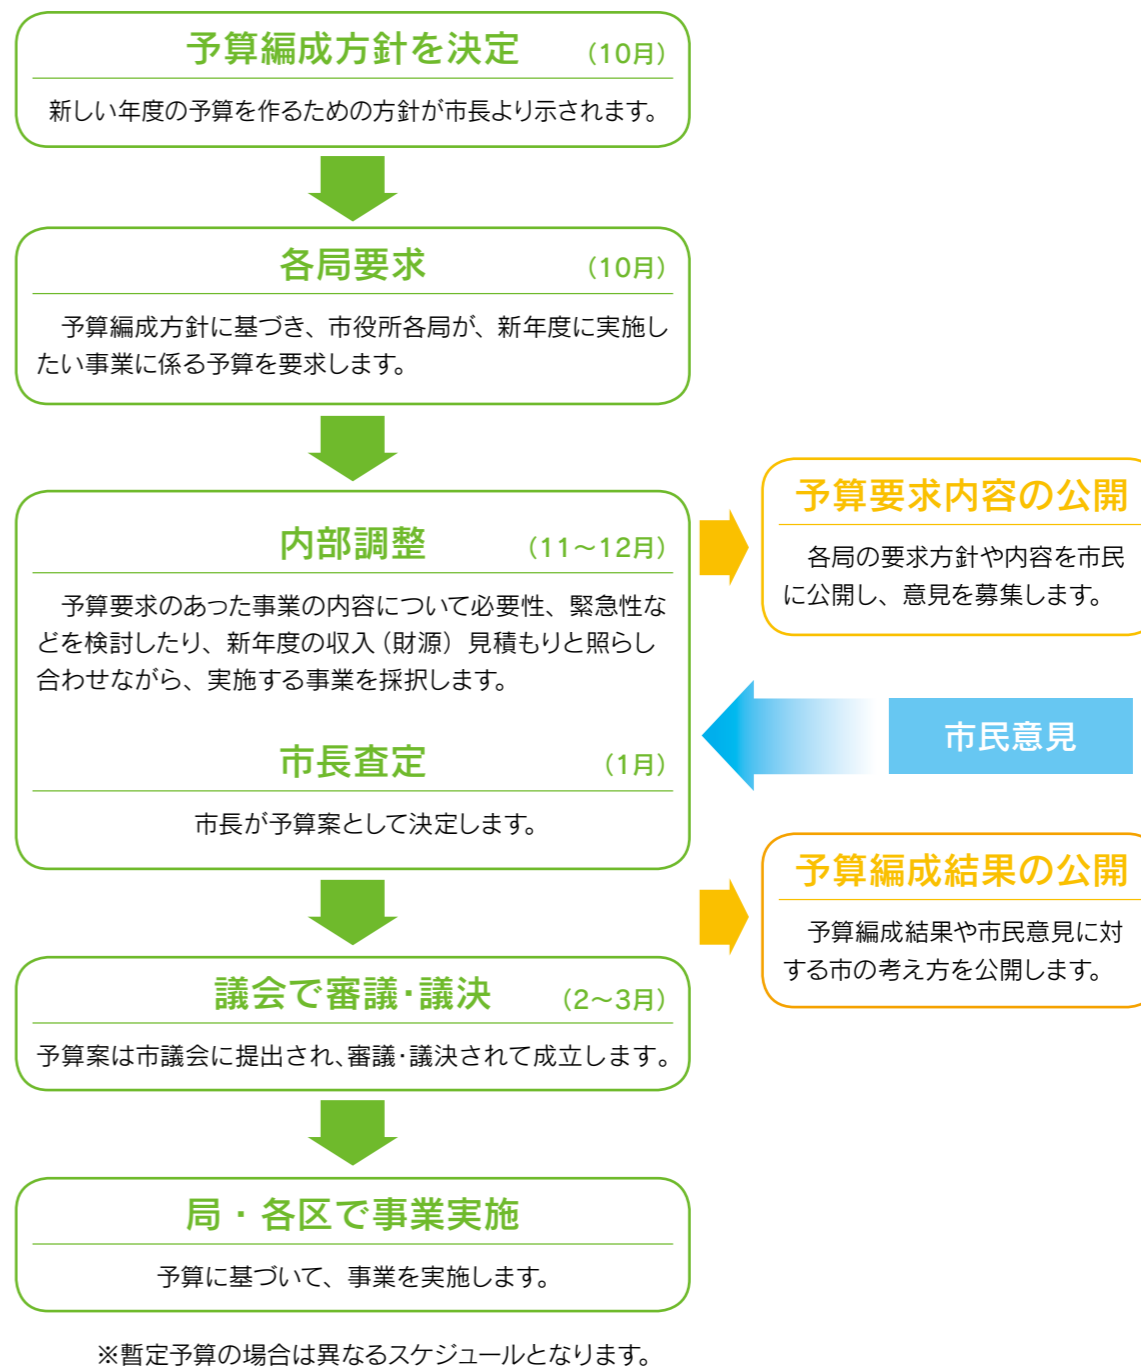 予算編成方針を決定 (10月)
新しい年度の予算を作るための方針が市長より示されます。
各局要求 (10月)
予算編成方針に基づき、市役所各局が、新年度に実施し
たい事業に係る予算を要求します。
内部調整 (11～12月)
予算要求のあった事業の内容について必要性、緊急性な
どを検討したり、新年度の収入（財源）見積もりと照らし
合わせながら、実施する事業を採択します。
予算要求内容の公開
各局の要求方針や内容を市民
に公開し、意見を募集します。
市民意見
市長査定 (1月)
市長が予算案として決定します。
予算編成結果の公開
予算編成結果や市民意見に対
する市の考え方を公開します。
議会で審議・議決 (2～3月)
予算案は市議会に提出され、審議・議決されて成立します。
局・各区で事業実施
予算に基づいて、事業を実施します。
※暫定予算の場合は異なるスケジュールとなります。